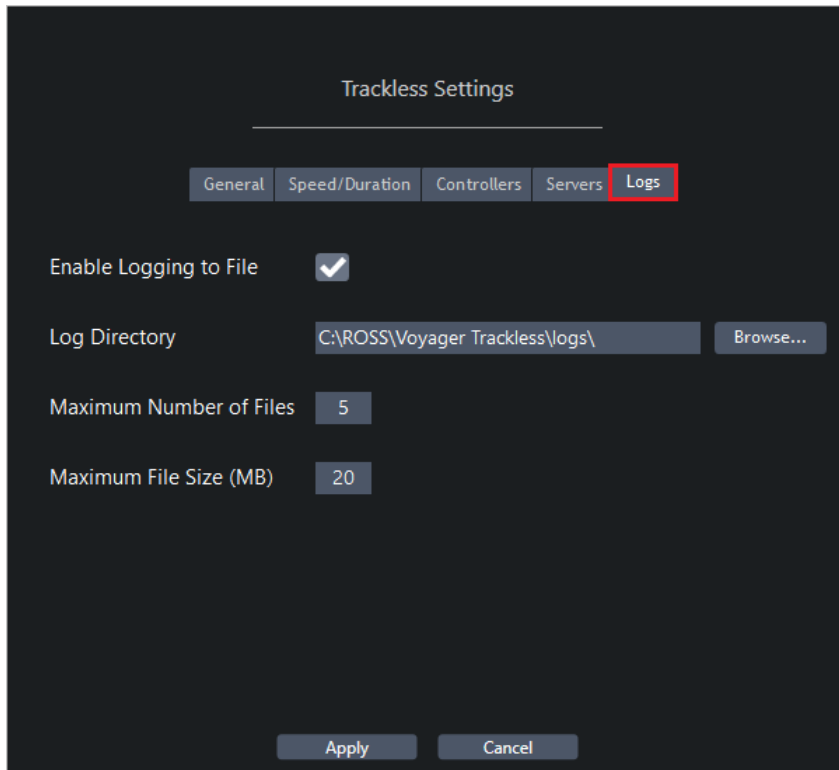 Trackless Settings
General Speed/Duration Controllers Servers Logs
Enable Logging to File
Log Directory C:\ROSS\Voyager Trackless\logs\ Browse...
Maximum Number of Files 5
Maximum File Size (MB) 20
Apply Cancel